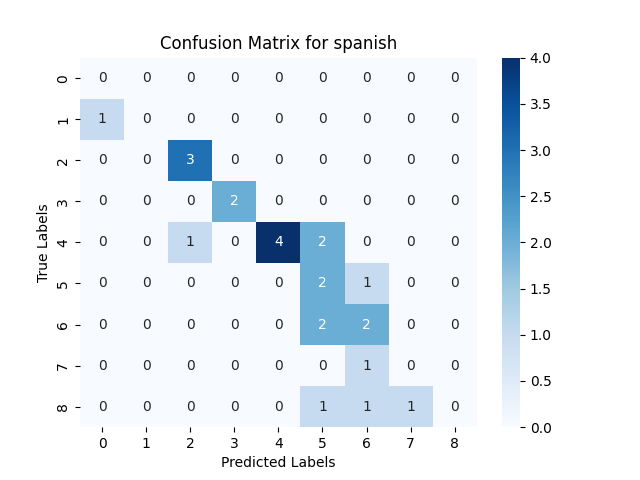 Confusion Matrix for spanish
0 0 0 0 0 0 0 0 0 0
1 1 0 0 0 0 0 0 0 0
2 0 0 3 0 0 0 0 0 0
3 0 0 0 2 0 0 0 0 0
4 0 0 1 0 4 2 0 0 0
5 0 0 0 0 0 2 1 0 0
6 0 0 0 0 0 2 2 0 0
7 0 0 0 0 0 0 1 0 0
8 0 0 0 0 0 1 1 1 0
0 1 2 3 4 5 6 7 8
Predicted Labels
True Labels
4.0
3.5
3.0
2.5
2.0
1.5
1.0
0.5
0.0